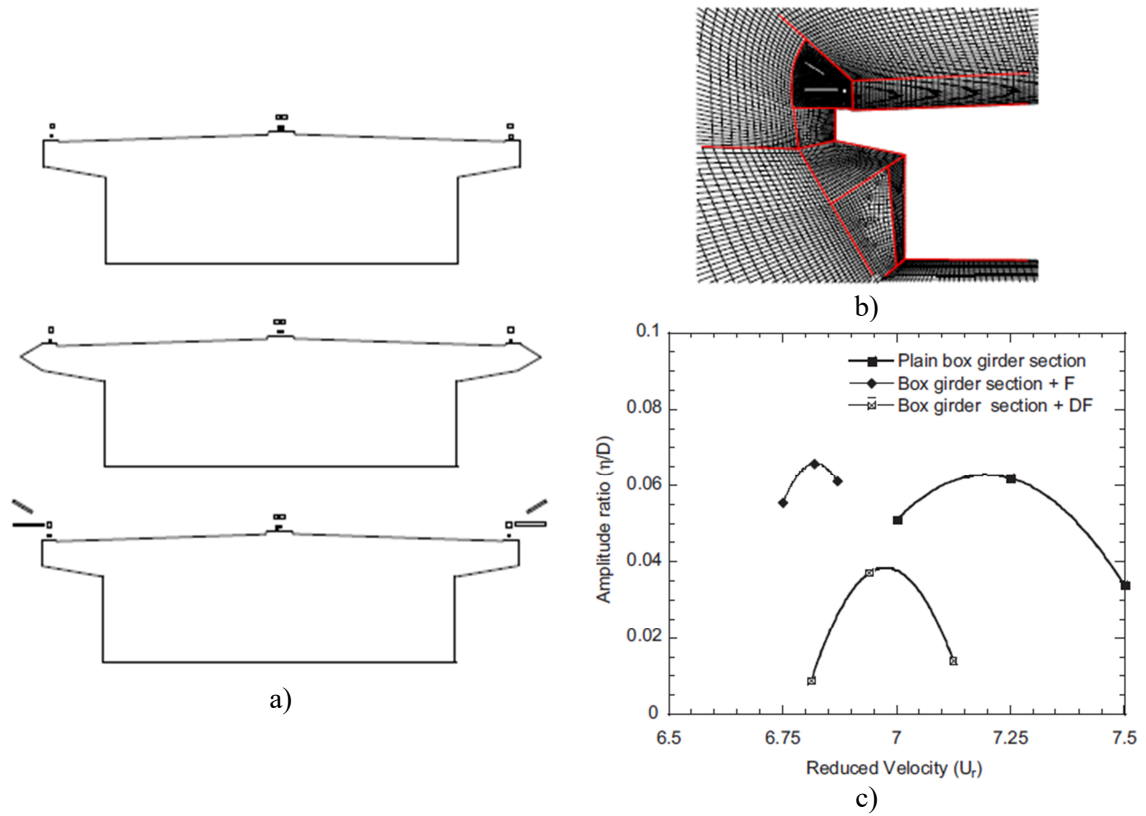 a)
b)
0.1
0.08
0.06
0.04
0.02
0
Amplitude ratio (η/D)
Plain box girder section
Box girder section + F
Box girder section + DF
6.5 6.75 7 7.25 7.5
Reduced Velocity (Ur)
c)